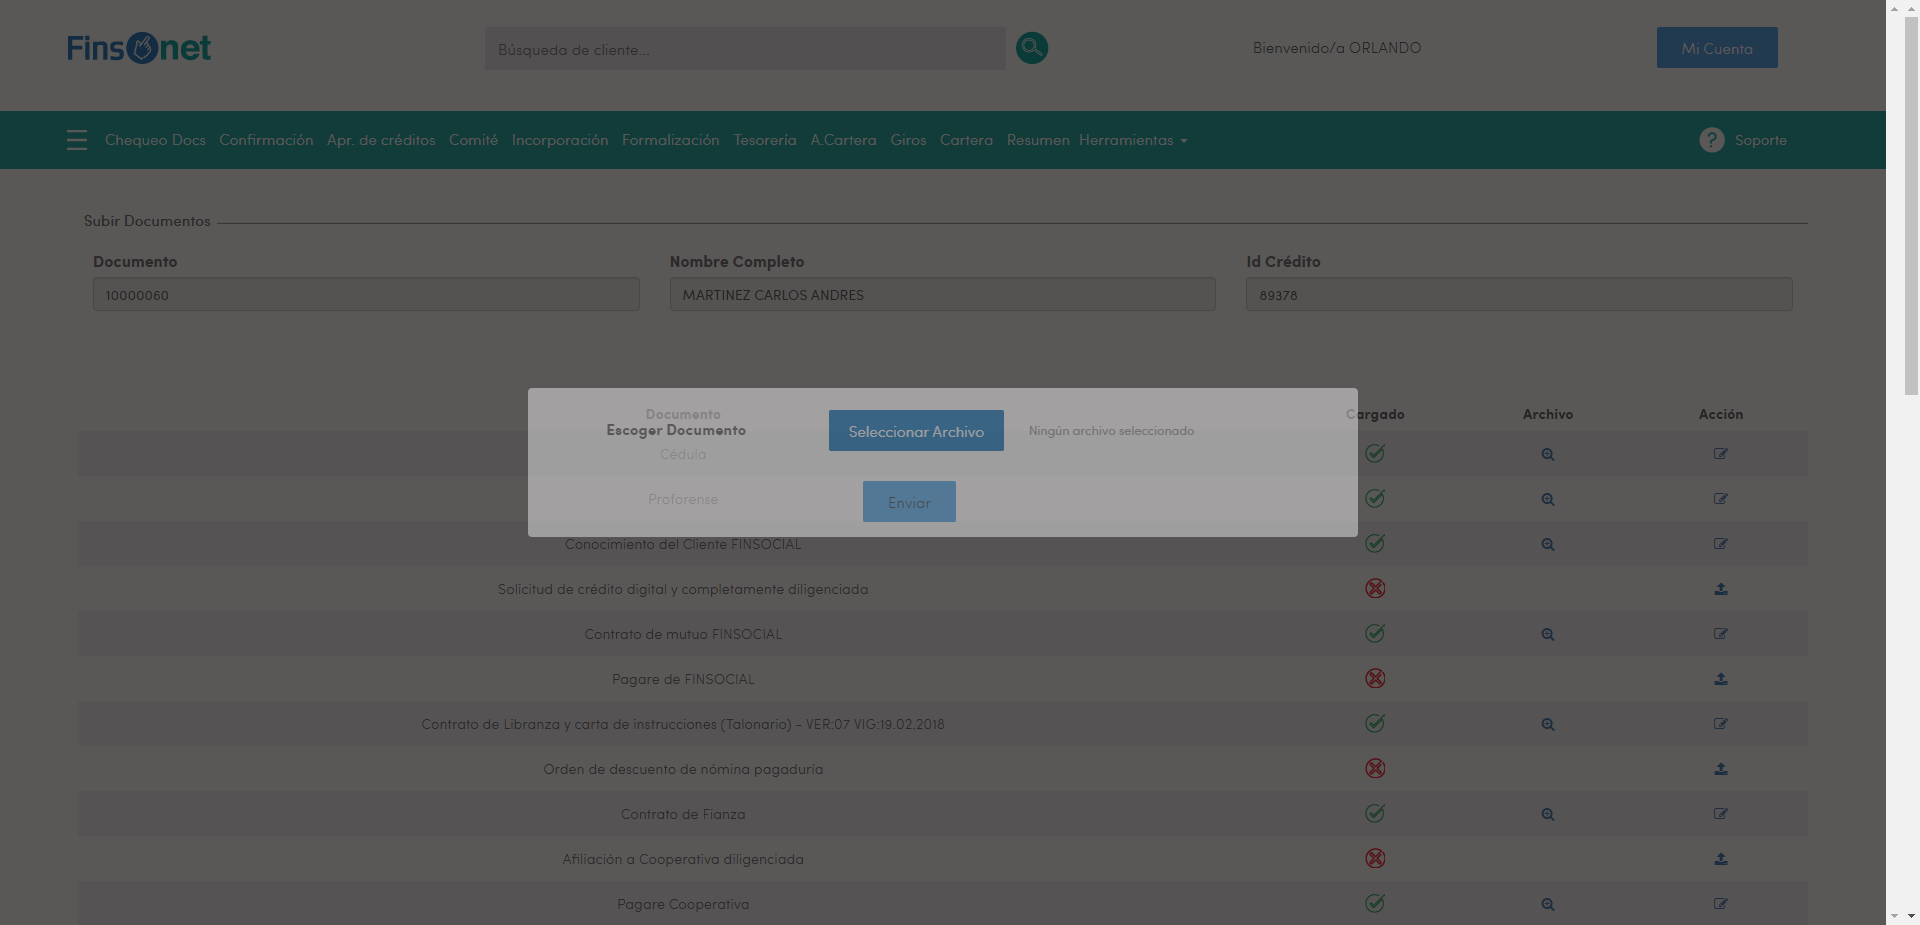 Finsonet
Búsqueda de cliente...
Bienvenido/a ORLANDO
Mi Cuenta
Chequeo Docs Confirmación Apr. de créditos Comité Incorporación Formalización Tesorería A.Cartera Giros Cartera Resumen Herramientas
? Soporte
Subir Documentos
Documento Nombre Completo Id Crédito
10000060 MARTINEZ CARLOS ANDRES 89378
Documento Cargado Archivo Acción
Escoger Documento Seleccionar Archivo Ningún archivo seleccionado
Cédula
Proforense
Enviar
Conocimiento del Cliente FINSOCIAL
Solicitud de crédito digital y completamente diligenciada
Contrato de mutuo FINSOCIAL
Pagare de FINSOCIAL
Contrato de Libranza y carta de instrucciones (Talonario) - VER:07 VIG:19.02.2018
Orden de descuento de nómina pagaduría
Contrato de Fianza
Afiliación a Cooperativa diligenciada
Pagare Cooperativa